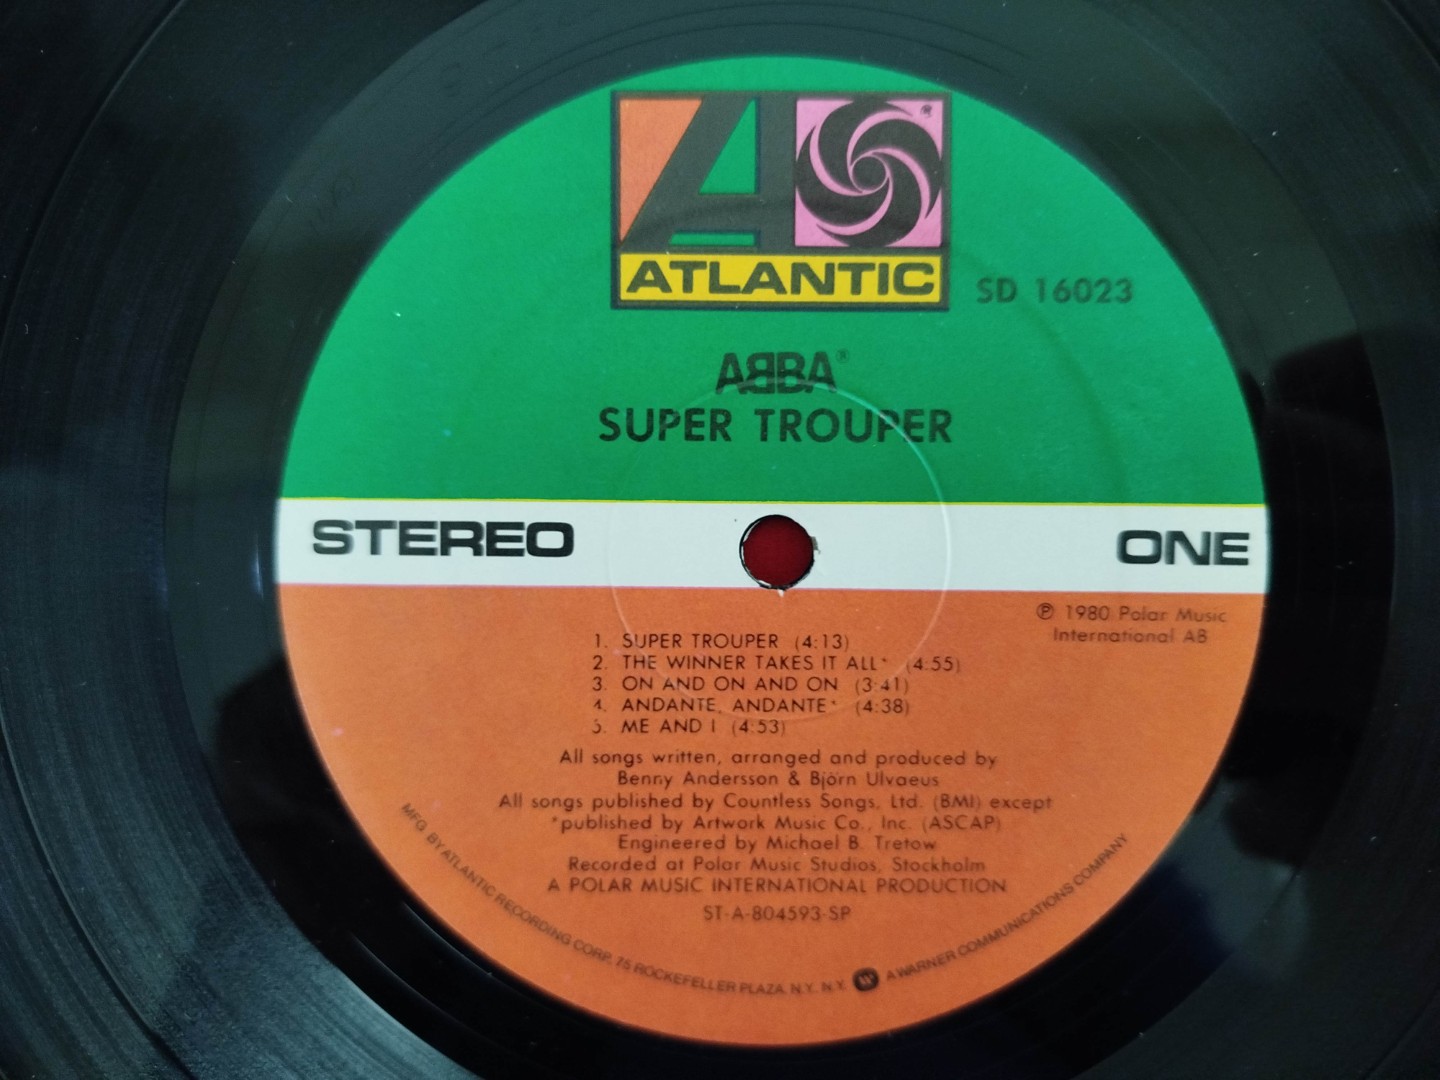 ATLANTIC
SD 16023
ABBA®
SUPER TROUPER
STEREO
ONE
℗ 1980 Polar Music
International AB
1. SUPER TROUPER (4:13)
2. THE WINNER TAKES IT ALL* (4:55)
3. ON AND ON AND ON (3:41)
4. ANDANTE, ANDANTE* (4:38)
5. ME AND I (4:53)
All songs written, arranged and produced by
Benny Andersson & Björn Ulvaeus
All songs published by Countless Songs, Ltd. (BMI) except
*published by Artwork Music Co., Inc. (ASCAP)
Engineered by Michael B. Tretow
Recorded at Polar Music Studios, Stockholm
A POLAR MUSIC INTERNATIONAL PRODUCTION
ST-A-804593-SP
MFG BY ATLANTIC RECORDING CORP, 75 ROCKEFELLER PLAZA, N.Y., N.Y. A WARNER COMMUNICATIONS COMPANY